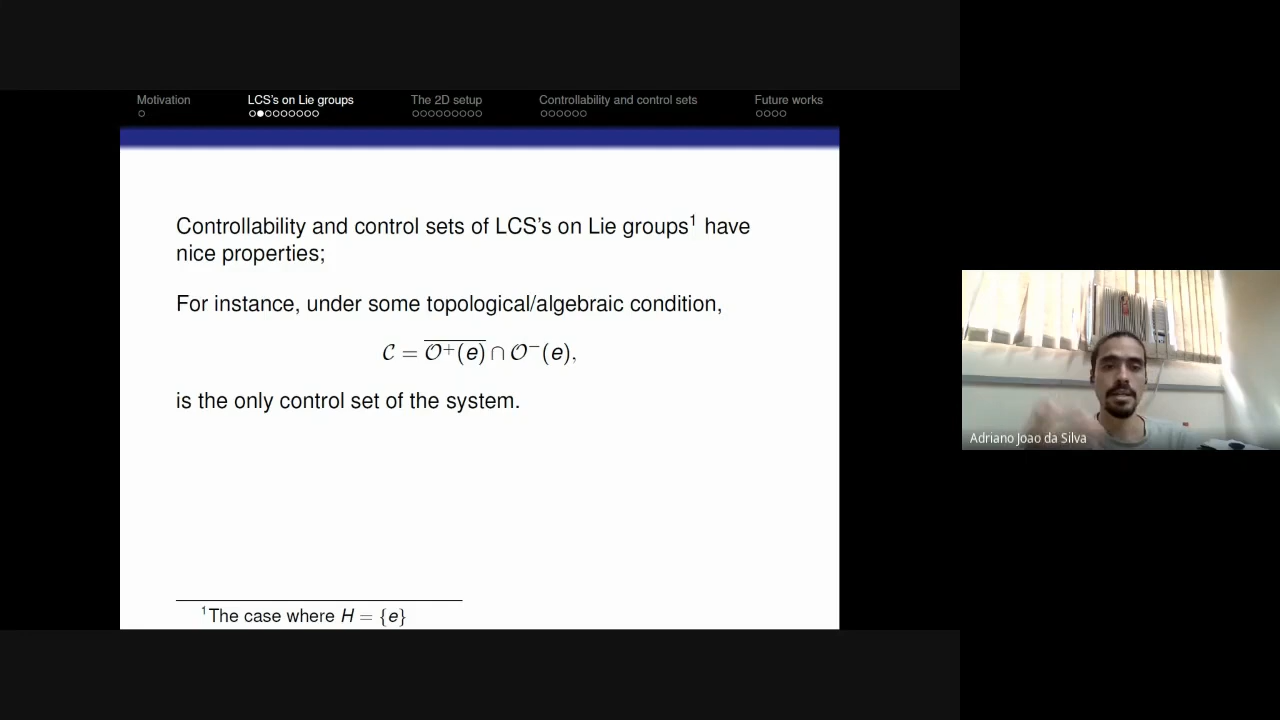 Motivation LCS's on Lie groups The 2D setup Controllability and control sets Future works
Controllability and control sets of LCS's on Lie groups¹ have
nice properties;
For instance, under some topological/algebraic condition,
𝒞 = \overline{𝒪⁺(e)} ∩ 𝒪⁻(e),
is the only control set of the system.
¹The case where H = {e}
Adriano Joao da Silva